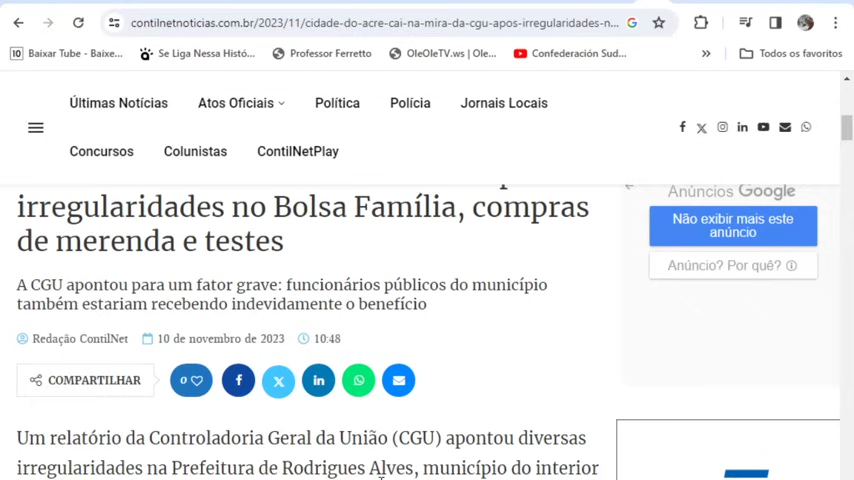 contilnetnoticias.com.br/2023/11/cidade-do-acre-cai-na-mira-da-cgu-apos-irregularidades-n...
Baixar Tube - Baixe...
Se Liga Nessa Histó...
Professor Ferretto
OleOleTV.ws | Ole...
Confederación Sud...
»
Todos os favoritos
Últimas Notícias
Atos Oficiais
Política
Polícia
Jornais Locais
Concursos
Colunistas
ContilNetPlay
irregularidades no Bolsa Família, compras
de merenda e testes
A CGU apontou para um fator grave: funcionários públicos do município
também estariam recebendo indevidamente o benefício
Redação ContilNet 10 de novembro de 2023 10:48
COMPARTILHAR
0
Um relatório da Controladoria Geral da União (CGU) apontou diversas
irregularidades na Prefeitura de Rodrigues Alves, município do interior
Anúncios Google
Não exibir mais este
anúncio
Anúncio? Por quê?